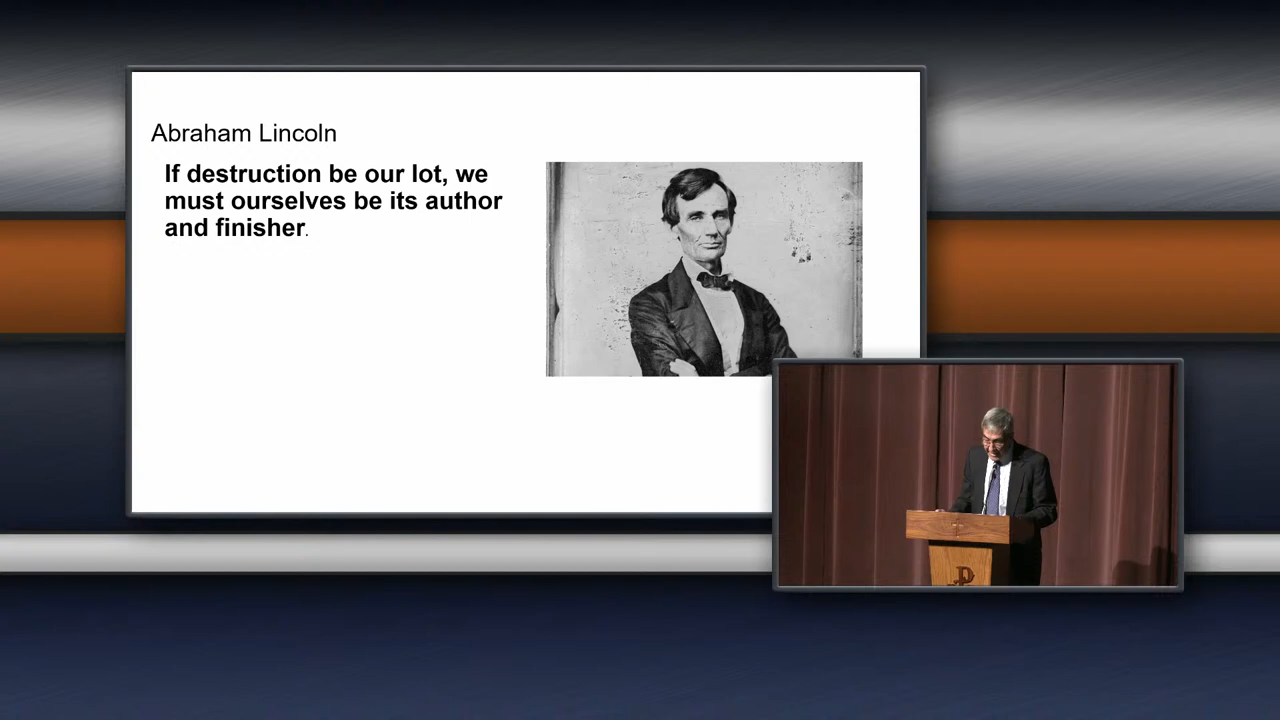 Abraham Lincoln
If destruction be our lot, we
must ourselves be its author
and finisher.